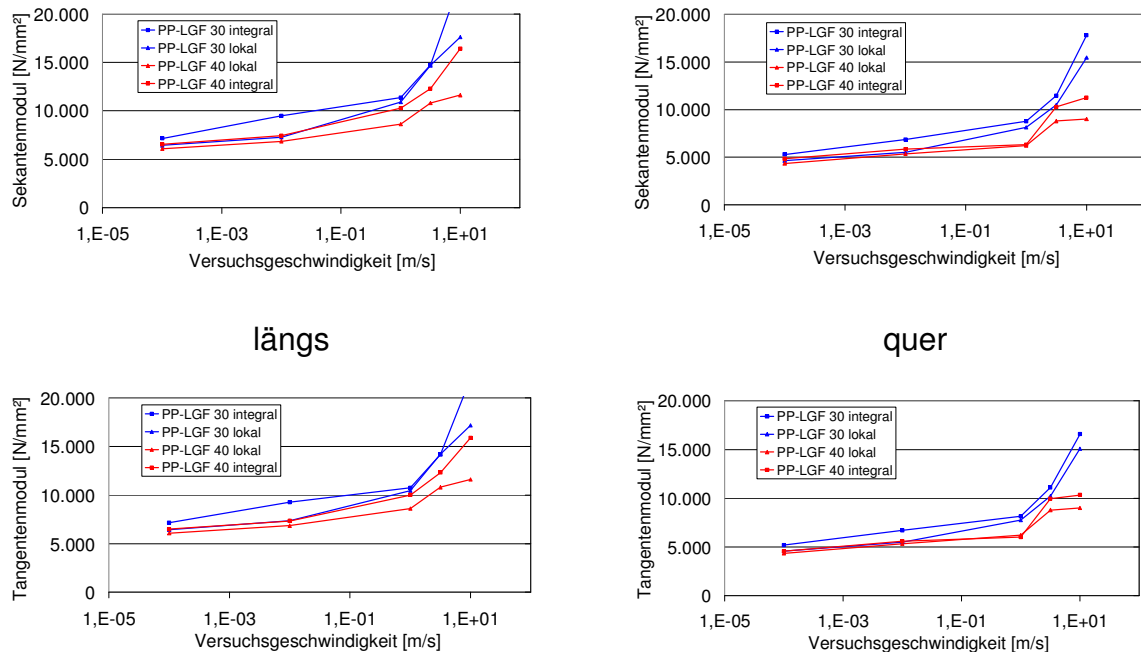 Sekantenmodul [N/mm²]
20.000
15.000
10.000
5.000
0
PP-LGF 30 integral
PP-LGF 30 lokal
PP-LGF 40 lokal
PP-LGF 40 integral
1,E-05 1,E-03 1,E-01 1,E+01
Versuchsgeschwindigkeit [m/s]
Sekantenmodul [N/mm²]
20.000
15.000
10.000
5.000
0
PP-LGF 30 integral
PP-LGF 30 lokal
PP-LGF 40 lokal
PP-LGF 40 integral
1,E-05 1,E-03 1,E-01 1,E+01
Versuchsgeschwindigkeit [m/s]
längs
quer
Tangentenmodul [N/mm²]
20.000
15.000
10.000
5.000
0
PP-LGF 30 integral
PP-LGF 30 lokal
PP-LGF 40 lokal
PP-LGF 40 integral
1,E-05 1,E-03 1,E-01 1,E+01
Versuchsgeschwindigkeit [m/s]
Tangentenmodul [N/mm²]
20.000
15.000
10.000
5.000
0
PP-LGF 30 integral
PP-LGF 30 lokal
PP-LGF 40 lokal
PP-LGF 40 integral
1,E-05 1,E-03 1,E-01 1,E+01
Versuchsgeschwindigkeit [m/s]